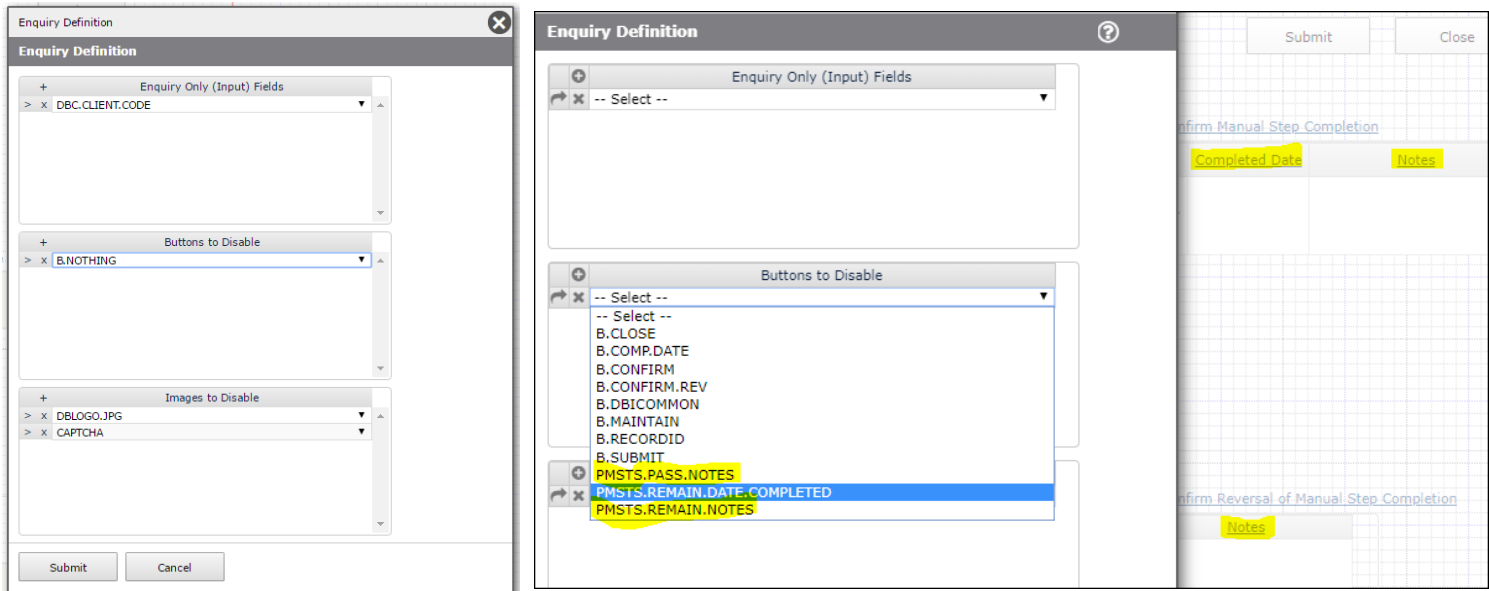 Enquiry Definition
Enquiry Definition
+ Enquiry Only (Input) Fields
> x DBC.CLIENT.CODE
+ Buttons to Disable
> x B.NOTHING
+ Images to Disable
> x DBLOGO.JPG
> x CAPTCHA
Submit Cancel
Enquiry Definition
Enquiry Only (Input) Fields
-- Select --
Buttons to Disable
-- Select --
-- Select --
B.CLOSE
B.COMP.DATE
B.CONFIRM
B.CONFIRM.REV
B.DBICOMMON
B.MAINTAIN
B.RECORDID
B.SUBMIT
PMSTS.PASS.NOTES
PMSTS.REMAIN.DATE.COMPLETED
PMSTS.REMAIN.NOTES
Submit Close
nfirm Manual Step Completion
Completed Date Notes
nfirm Reversal of Manual Step Completion
Notes